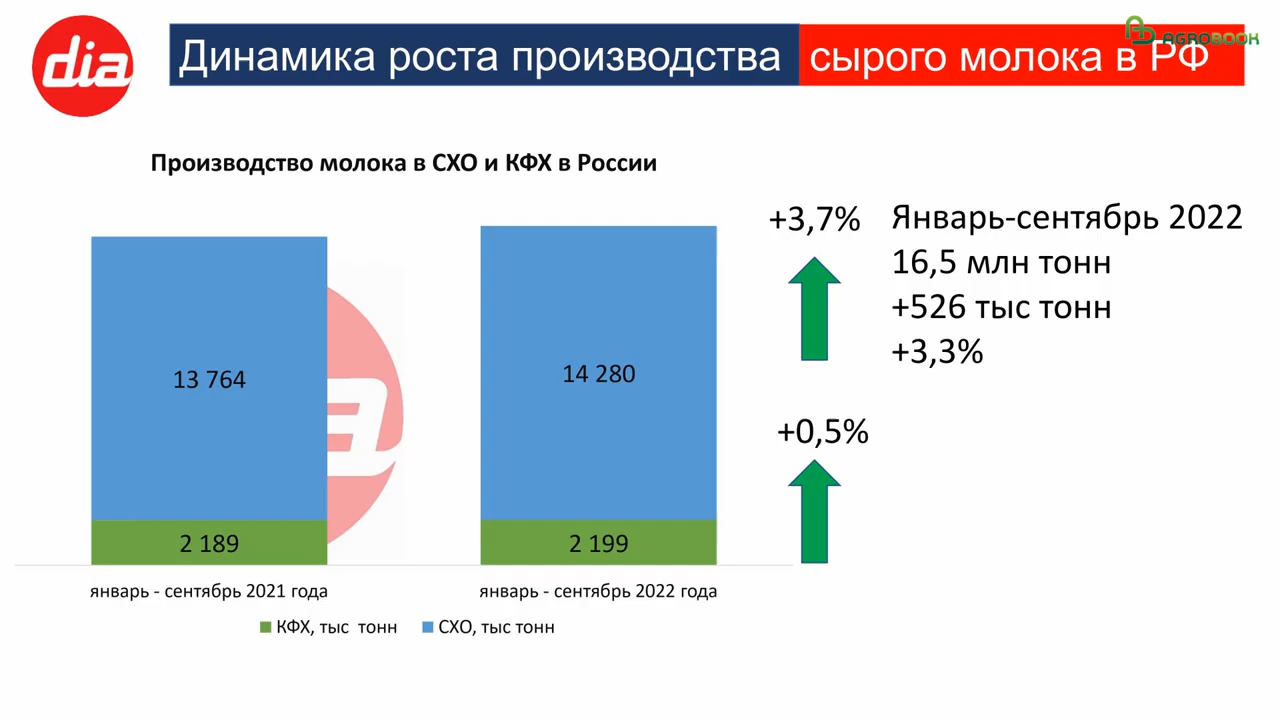 dia
Динамика роста производства сырого молока в РФ
AGROBOOK
Производство молока в СХО и КФХ в России
+3,7%
Январь-сентябрь 2022
16,5 млн тонн
+526 тыс тонн
+3,3%
13 764
14 280
+0,5%
2 189
2 199
январь - сентябрь 2021 года
январь - сентябрь 2022 года
КФХ, тыс тонн
СХО, тыс тонн